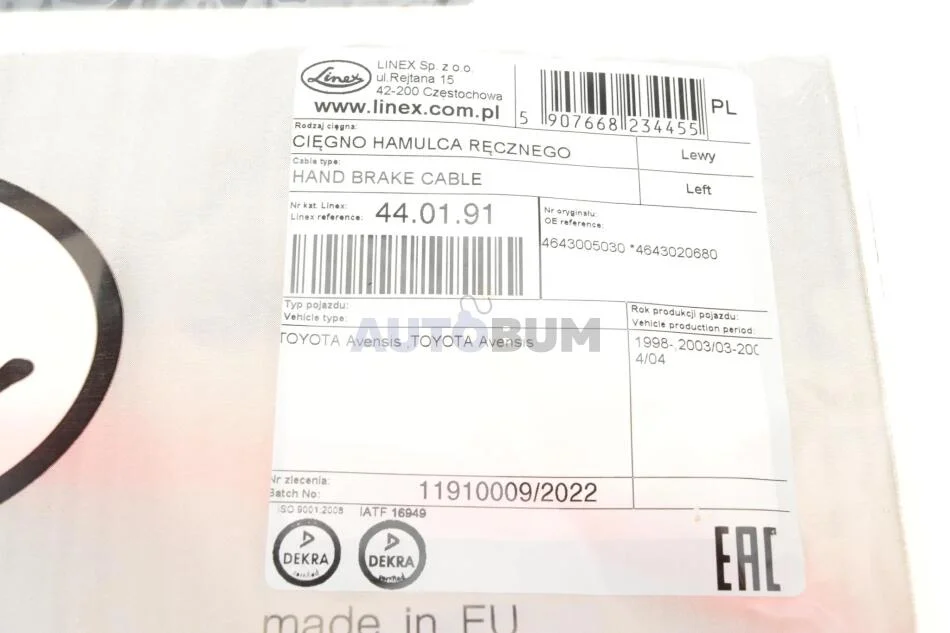 Linex
LINEX Sp. z o.o.
ul.Rejtana 15
42-200 Częstochowa
www.linex.com.pl
5 907668 234455
PL
Rodzaj cięgna:
CIĘGNO HAMULCA RĘCZNEGO
Lewy
Cable type:
HAND BRAKE CABLE
Left
Nr kat. Linex:
Linex reference:
44.01.91
Nr oryginału:
OE reference:
4643005030 *4643020680
Typ pojazdu:
Vehicle type:
Rok produkcji pojazdu:
Vehicle production period:
AUTOBUM
TOYOTA Avensis ,TOYOTA Avensis
1998-,2003/03-200
4/04
Nr zlecenia:
Batch No:
11910009/2022
ISO 9001:2008
IATF 16949
DEKRA
certified
DEKRA
certified
EAC
made in EU